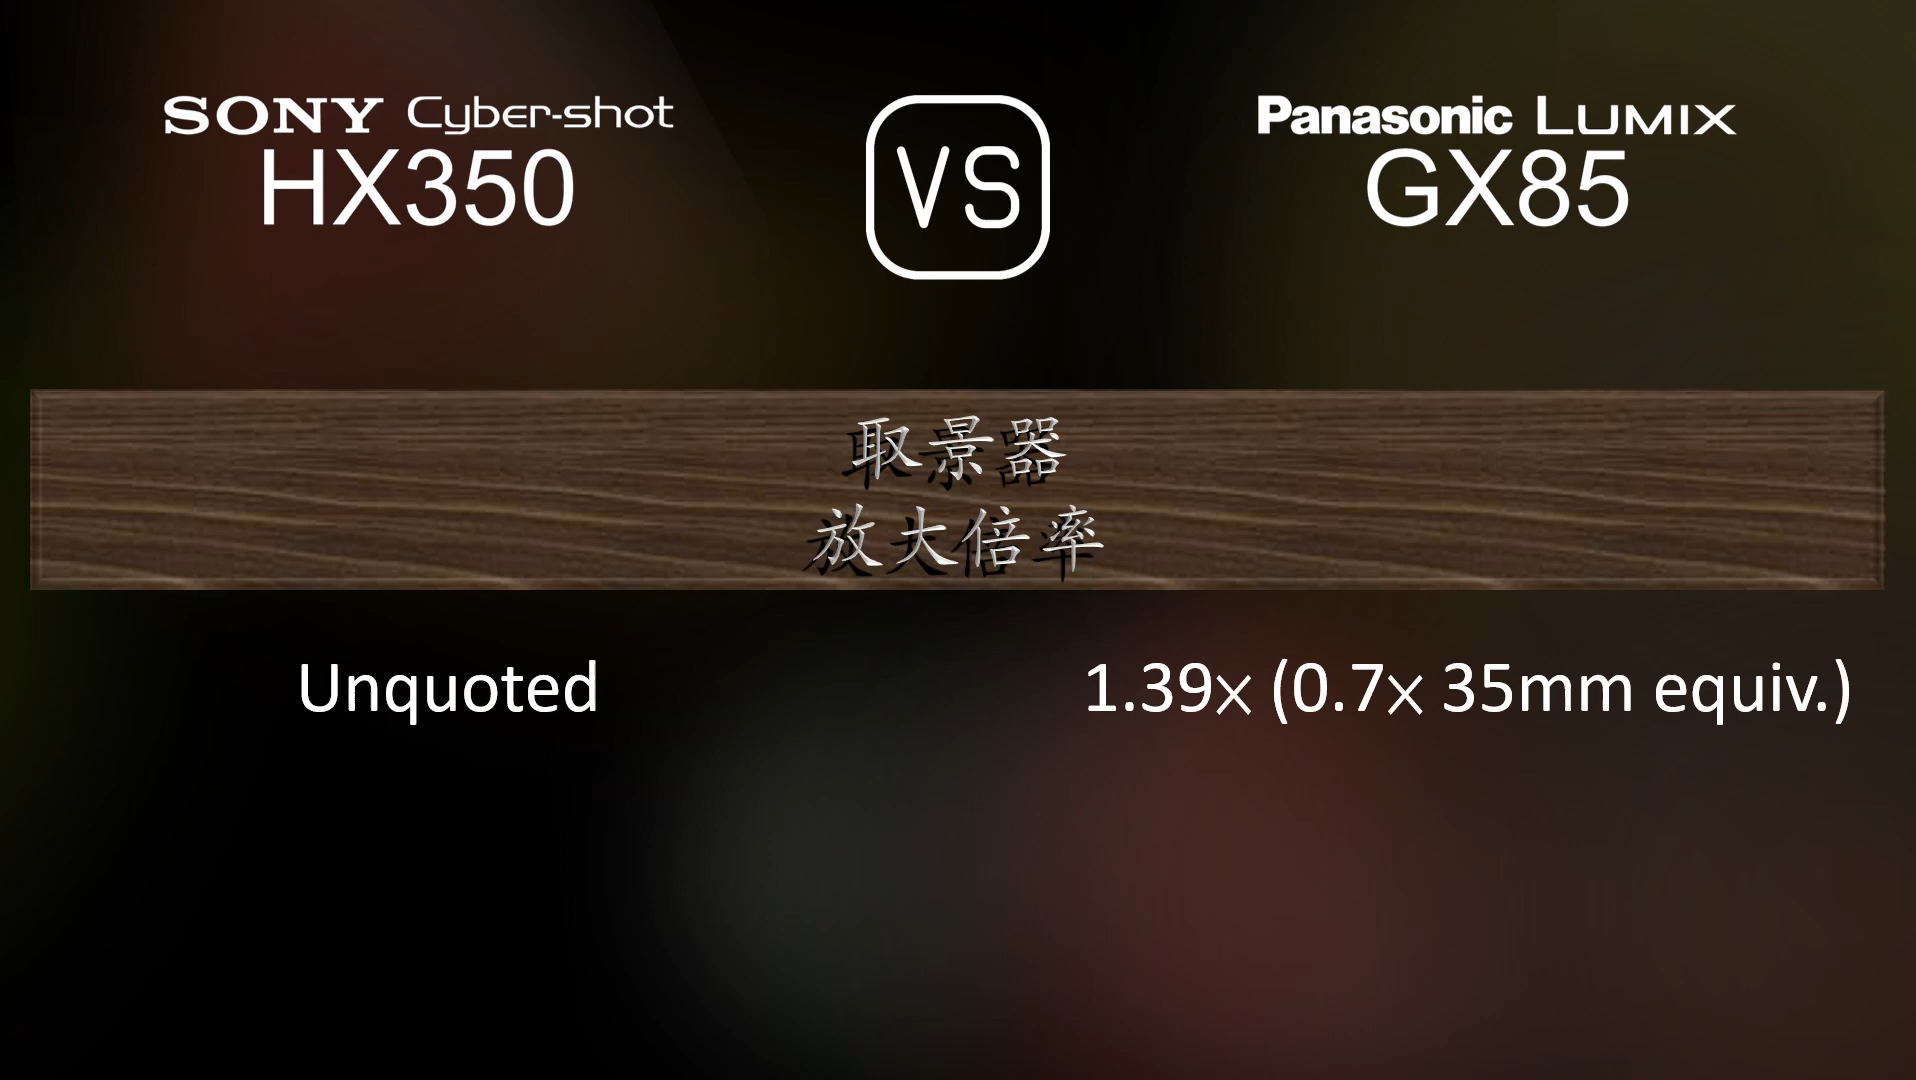 SONY Cyber-shot
HX350
VS
Panasonic LUMIX
GX85
取景器
放大倍率
Unquoted
1.39x (0.7x 35mm equiv.)